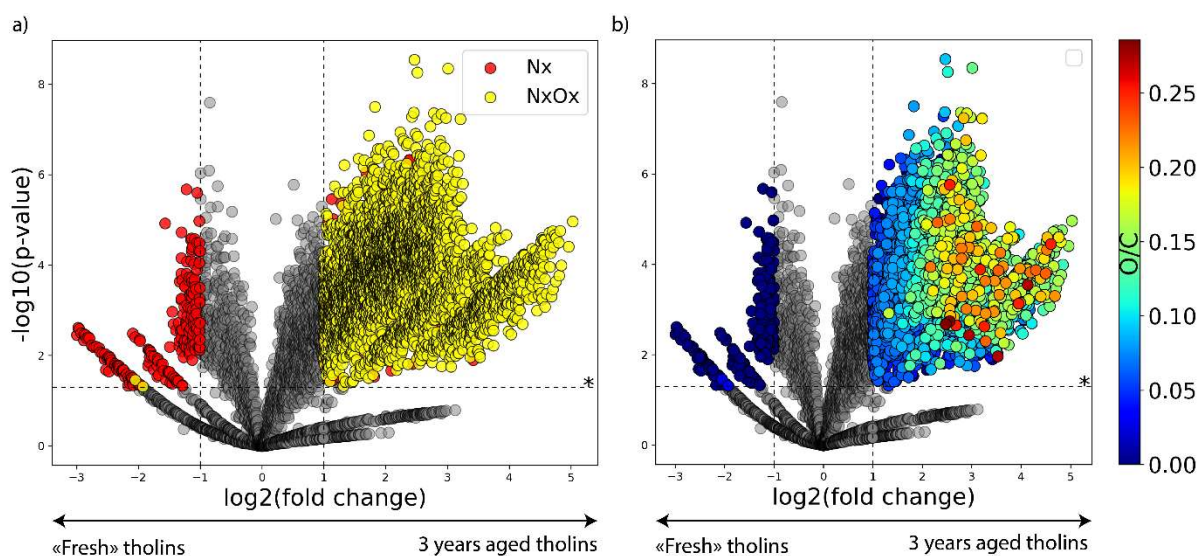 a)
b)
Nx
NxOx
8
6
4
2
0
-log10(p-value)
*
−3 −2 −1 0 1 2 3 4 5
log2(fold change)
«Fresh» tholins
3 years aged tholins
8
6
4
2
0
*
−3 −2 −1 0 1 2 3 4 5
log2(fold change)
«Fresh» tholins
3 years aged tholins
0.25
0.20
0.15
0.10
0.05
0.00
O/C